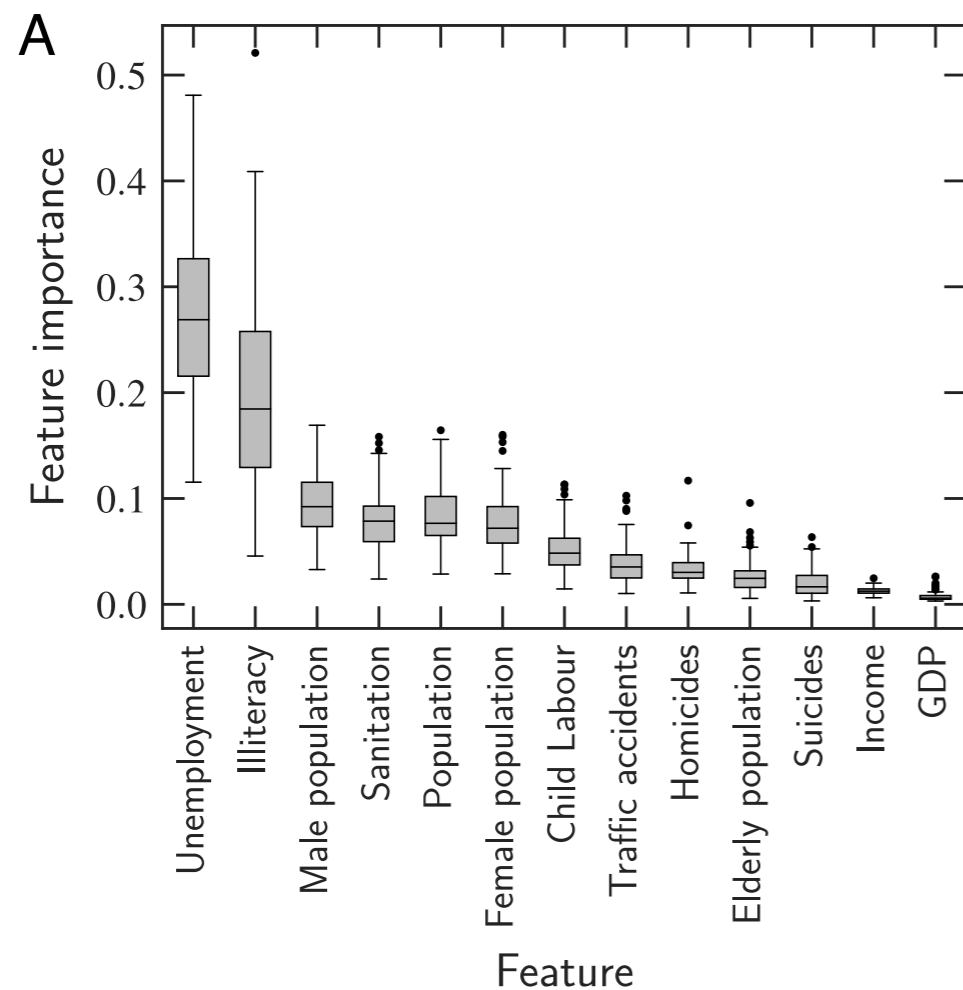 A
0.5
0.4
0.3
0.2
0.1
0.0
Feature importance
Unemployment
Illiteracy
Male population
Sanitation
Population
Female population
Child Labour
Traffic accidents
Homicides
Elderly population
Suicides
Income
GDP
Feature